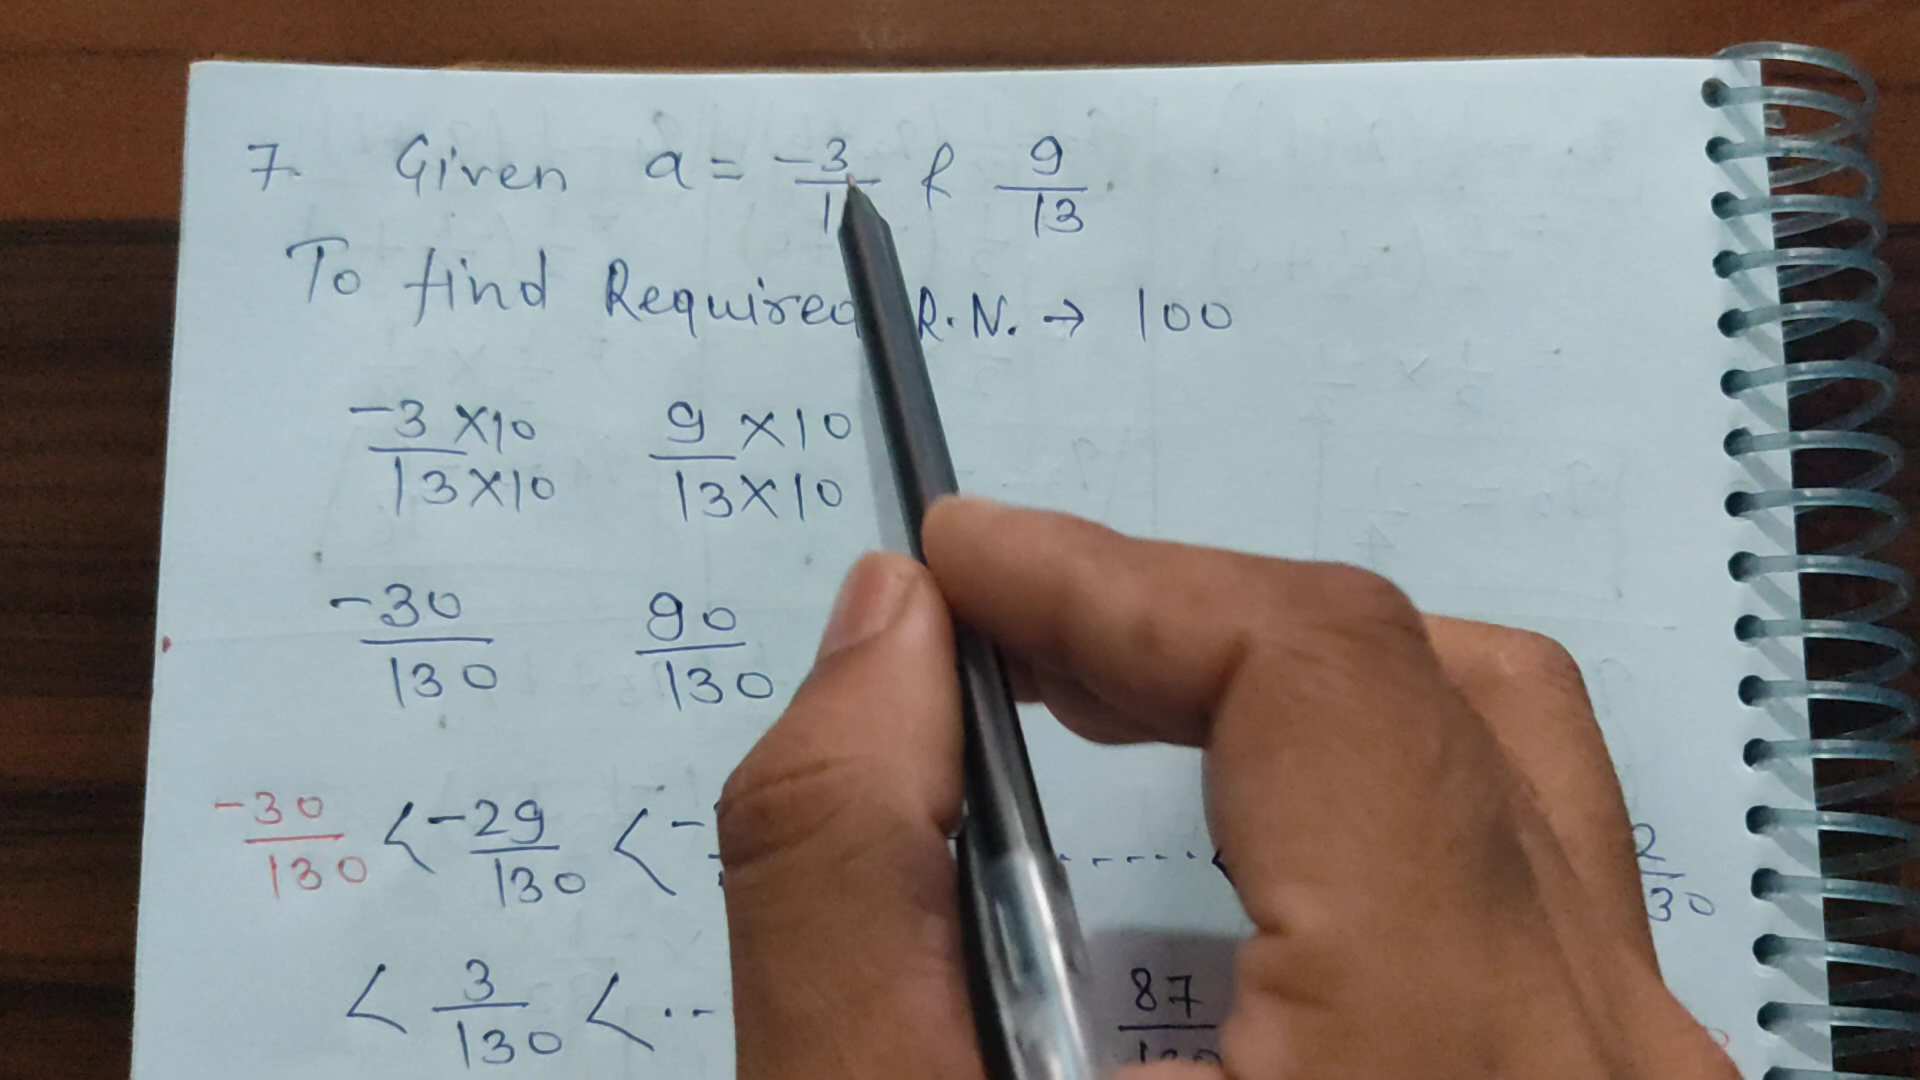 7. Given a = -3/1 & 9/13
To find Required R.N. → 100
-3×10/13×10 9×10/13×10
-30/130 90/130
-30/130 < -29/130 < - ..... < 2/30
< 3/130 < .. 87